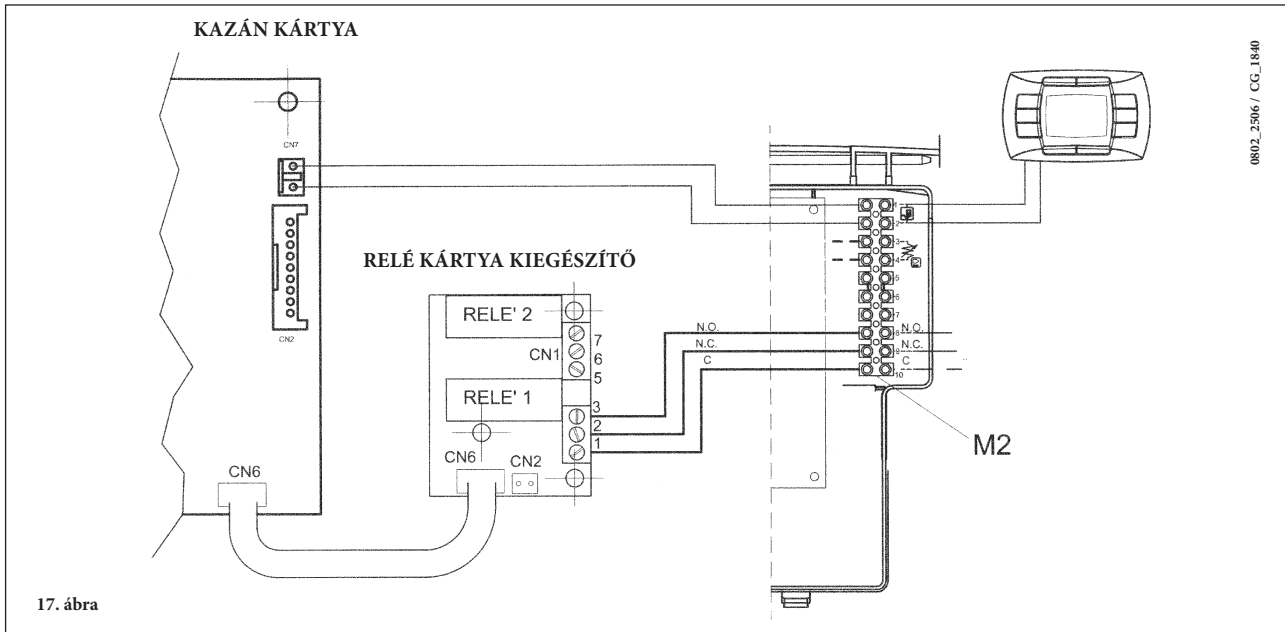 KAZÁN KÁRTYA
0802_2506 / CG_1840
CN7
CN2
RELÉ KÁRTYA KIEGÉSZÍTŐ
RELE' 2
CN1
7
6
5
RELE' 1
3
2
1
CN6
CN2
CN6
1
2
3
4
5
6
7
N.O. 8 N.O.
N.C. 9 N.C.
C 10 C
M2
17. ábra